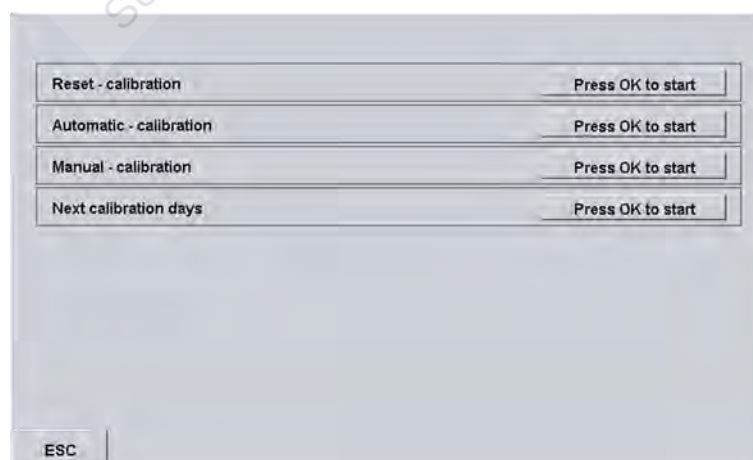 Reset - calibration Press OK to start
Automatic - calibration Press OK to start
Manual - calibration Press OK to start
Next calibration days Press OK to start
ESC